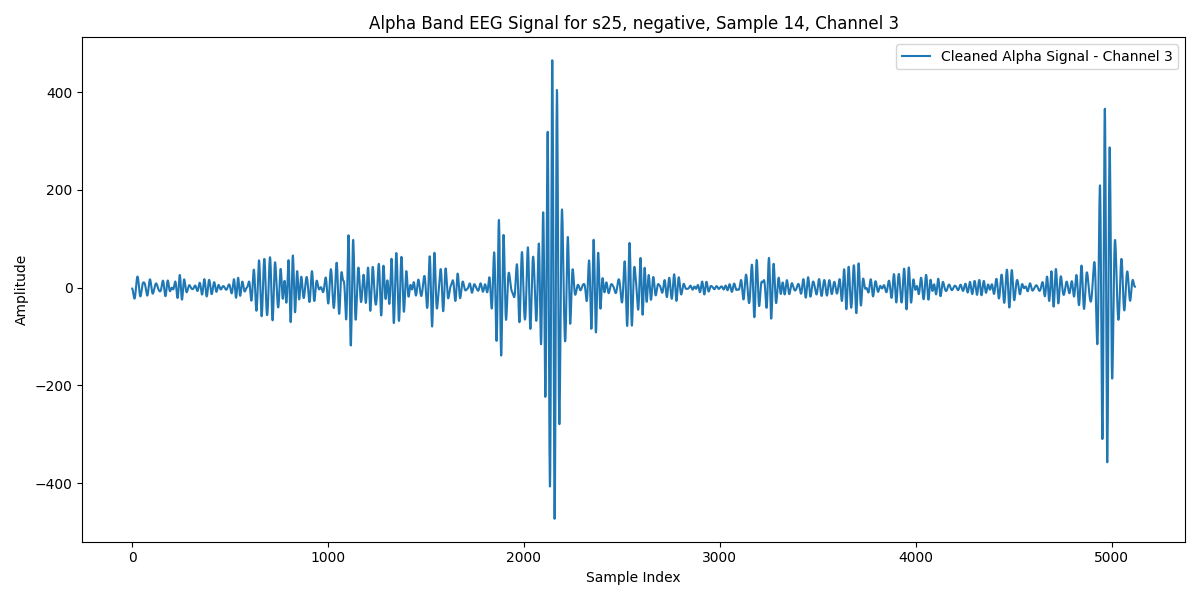 Alpha Band EEG Signal for s25, negative, Sample 14, Channel 3
Cleaned Alpha Signal - Channel 3
Amplitude
400
200
0
−200
−400
0 1000 2000 3000 4000 5000
Sample Index